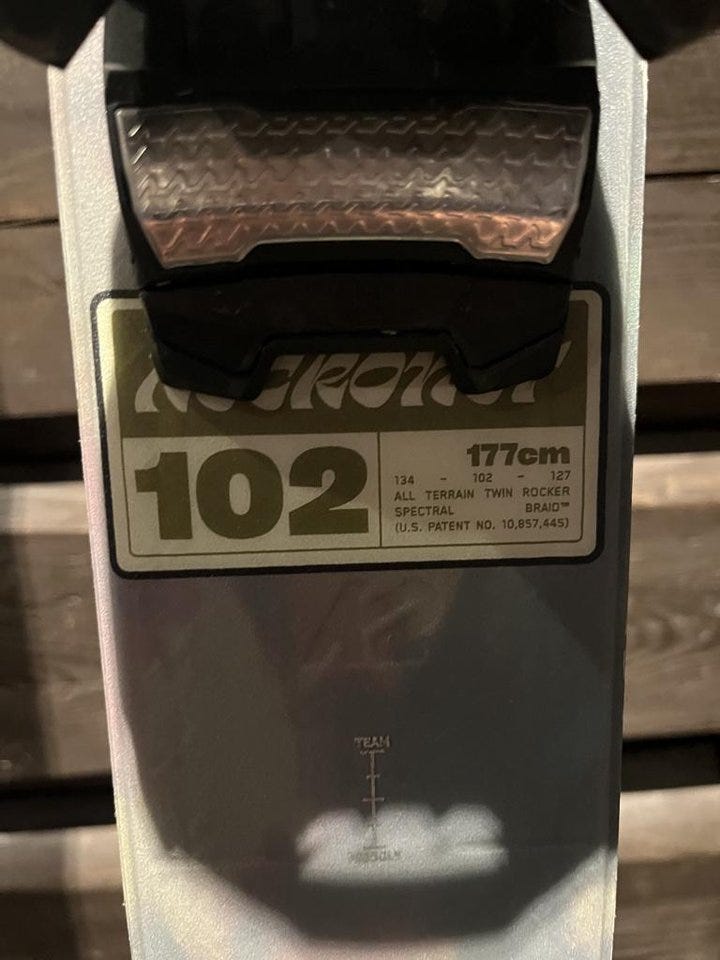 102
177cm
134 - 102 - 127
ALL TERRAIN TWIN ROCKER
SPECTRAL BRAID™
(U.S. PATENT NO. 10,857,445)
TEAM